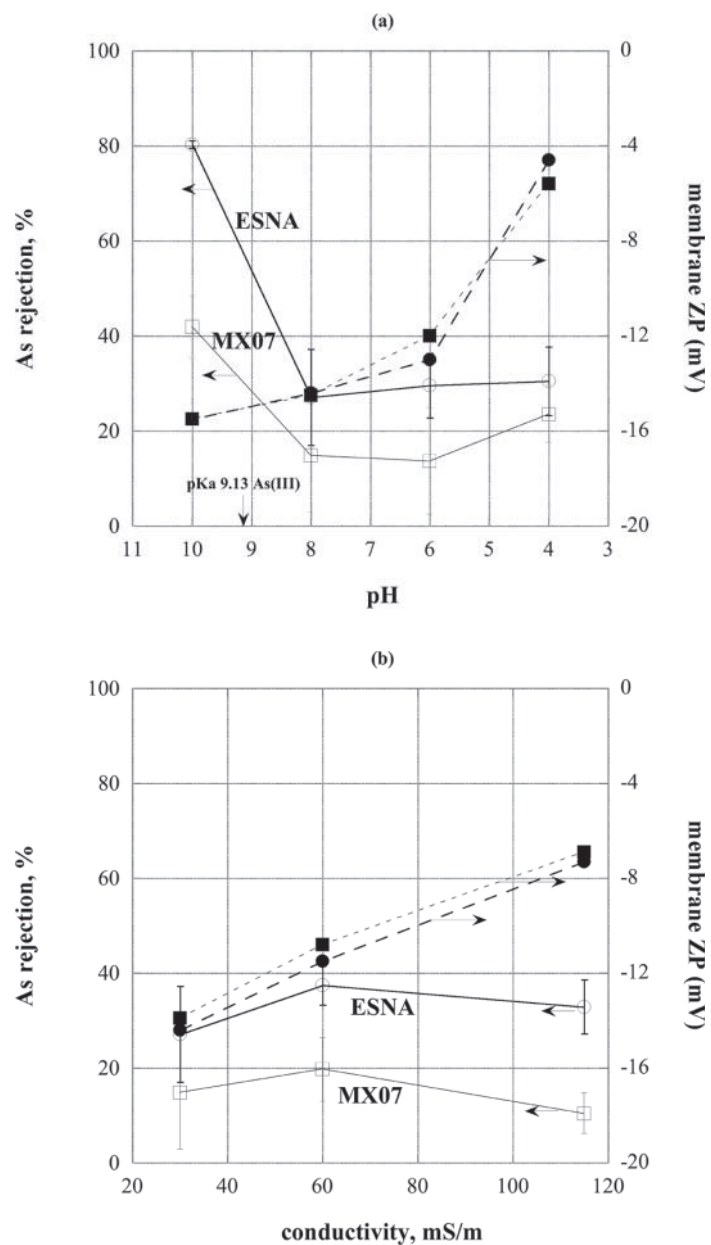 (a)
100
80
60
40
20
0
As rejection, %
ESNA
MX07
pKa 9.13 As(III)
0
-4
-8
-12
-16
-20
membrane ZP (mV)
11 10 9 8 7 6 5 4 3
pH
(b)
100
80
60
40
20
0
As rejection, %
ESNA
MX07
0
-4
-8
-12
-16
-20
membrane ZP (mV)
20 40 60 80 100 120
conductivity, mS/m